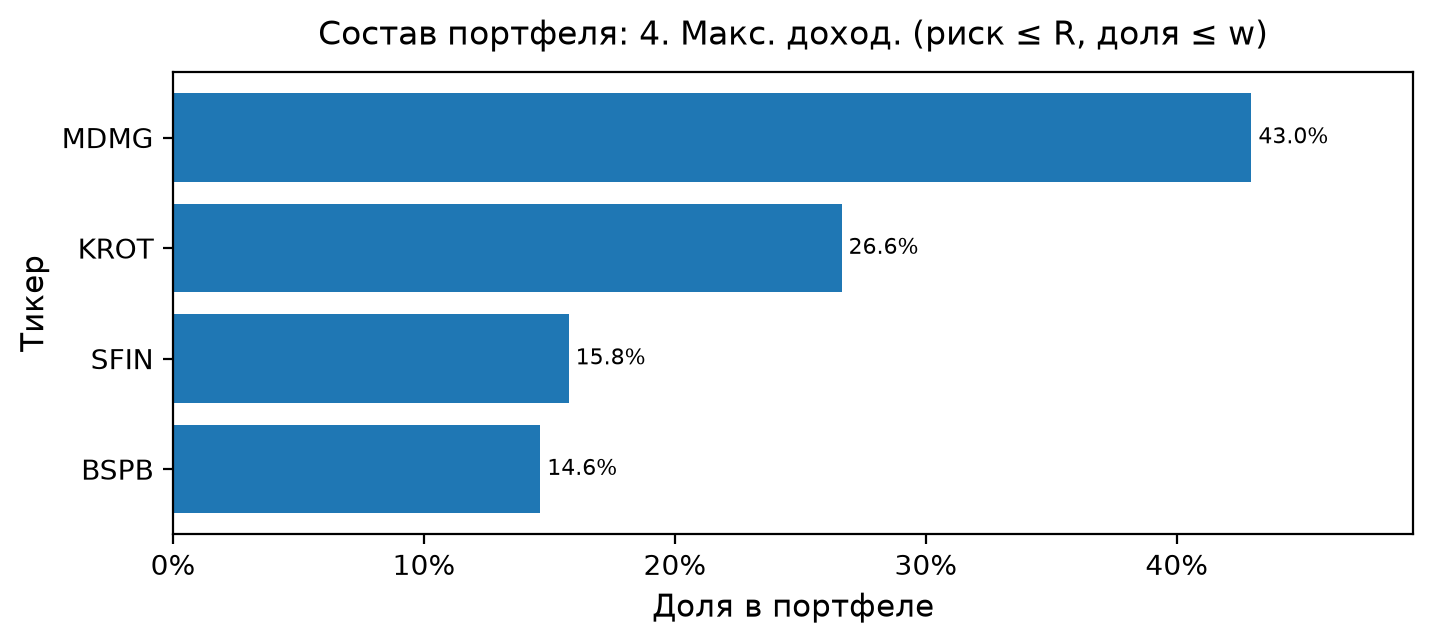 Состав портфеля: 4. Макс. доход. (риск ≤ R, доля ≤ w)
Тикер
MDMG
43.0%
KROT
26.6%
SFIN
15.8%
BSPB
14.6%
0%
10%
20%
30%
40%
Доля в портфеле